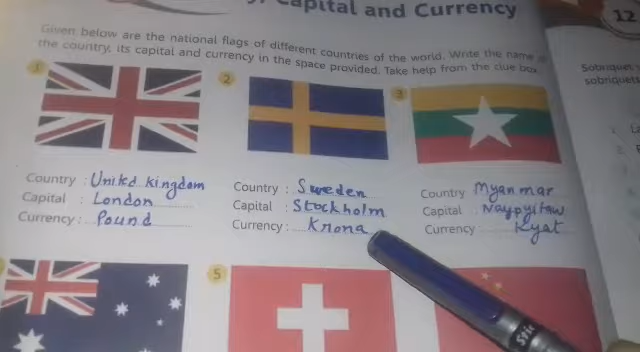 Capital and Currency
12
Given below are the national flags of different countries of the world. Write the name
the country, its capital and currency in the space provided. Take help from the clue box.
Sobriquet
sobriquets
1
2
3
Country : United kingdom
Capital : London
Currency : Pound
Country : Sweden
Capital : Stockholm
Currency : Krona
Country Myanmar
Capital : Naypyitaw
Currency Kyat
5